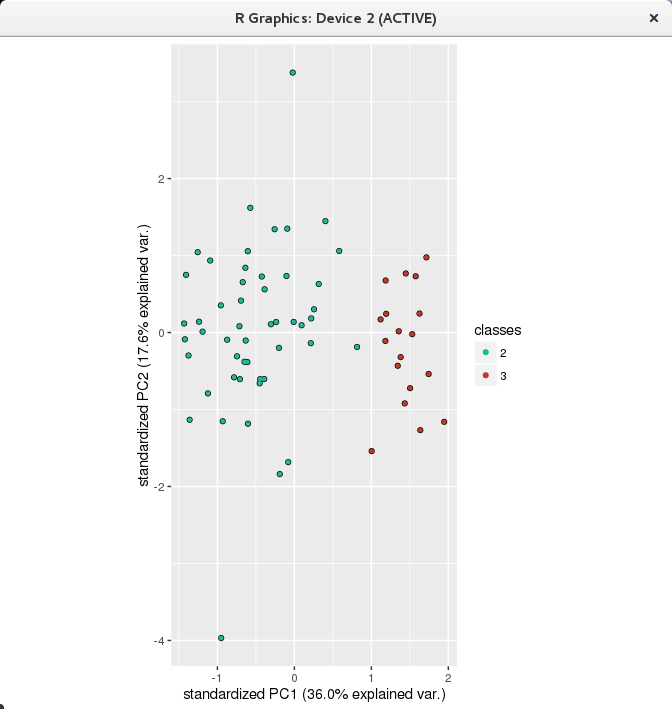 R Graphics: Device 2 (ACTIVE)
standardized PC2 (17.6% explained var.)
2
0
-2
-4
-1
0
1
2
standardized PC1 (36.0% explained var.)
classes
2
3